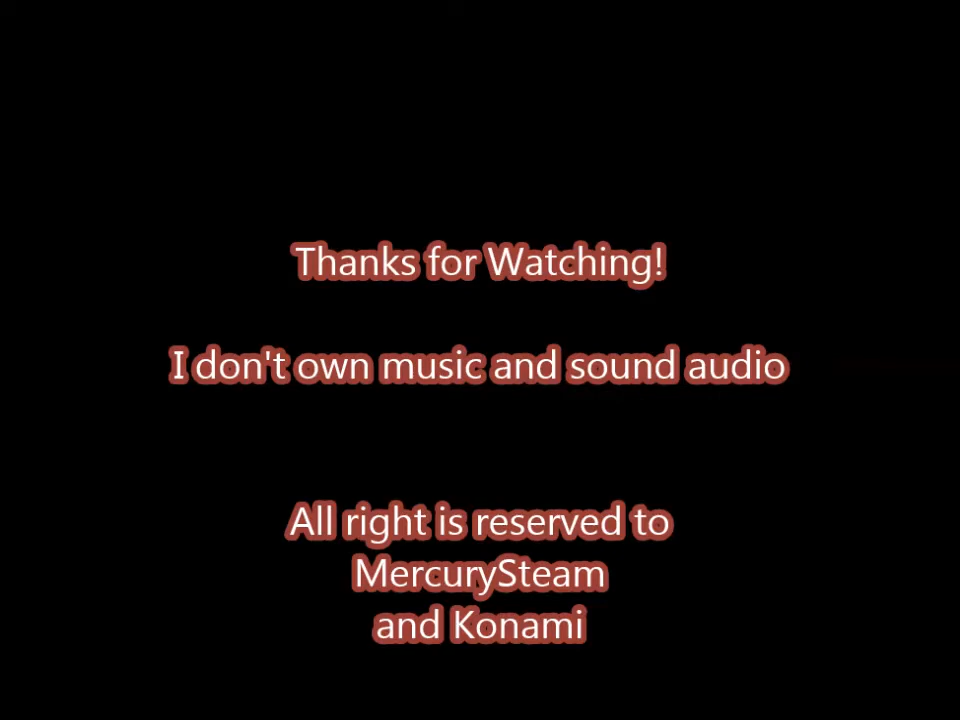 Thanks for Watching!
I don't own music and sound audio
All right is reserved to
MercurySteam
and Konami